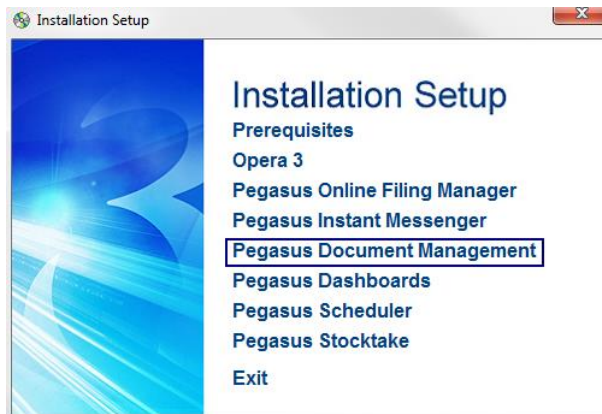 Installation Setup
Installation Setup
Prerequisites
Opera 3
Pegasus Online Filing Manager
Pegasus Instant Messenger
Pegasus Document Management
Pegasus Dashboards
Pegasus Scheduler
Pegasus Stocktake
Exit